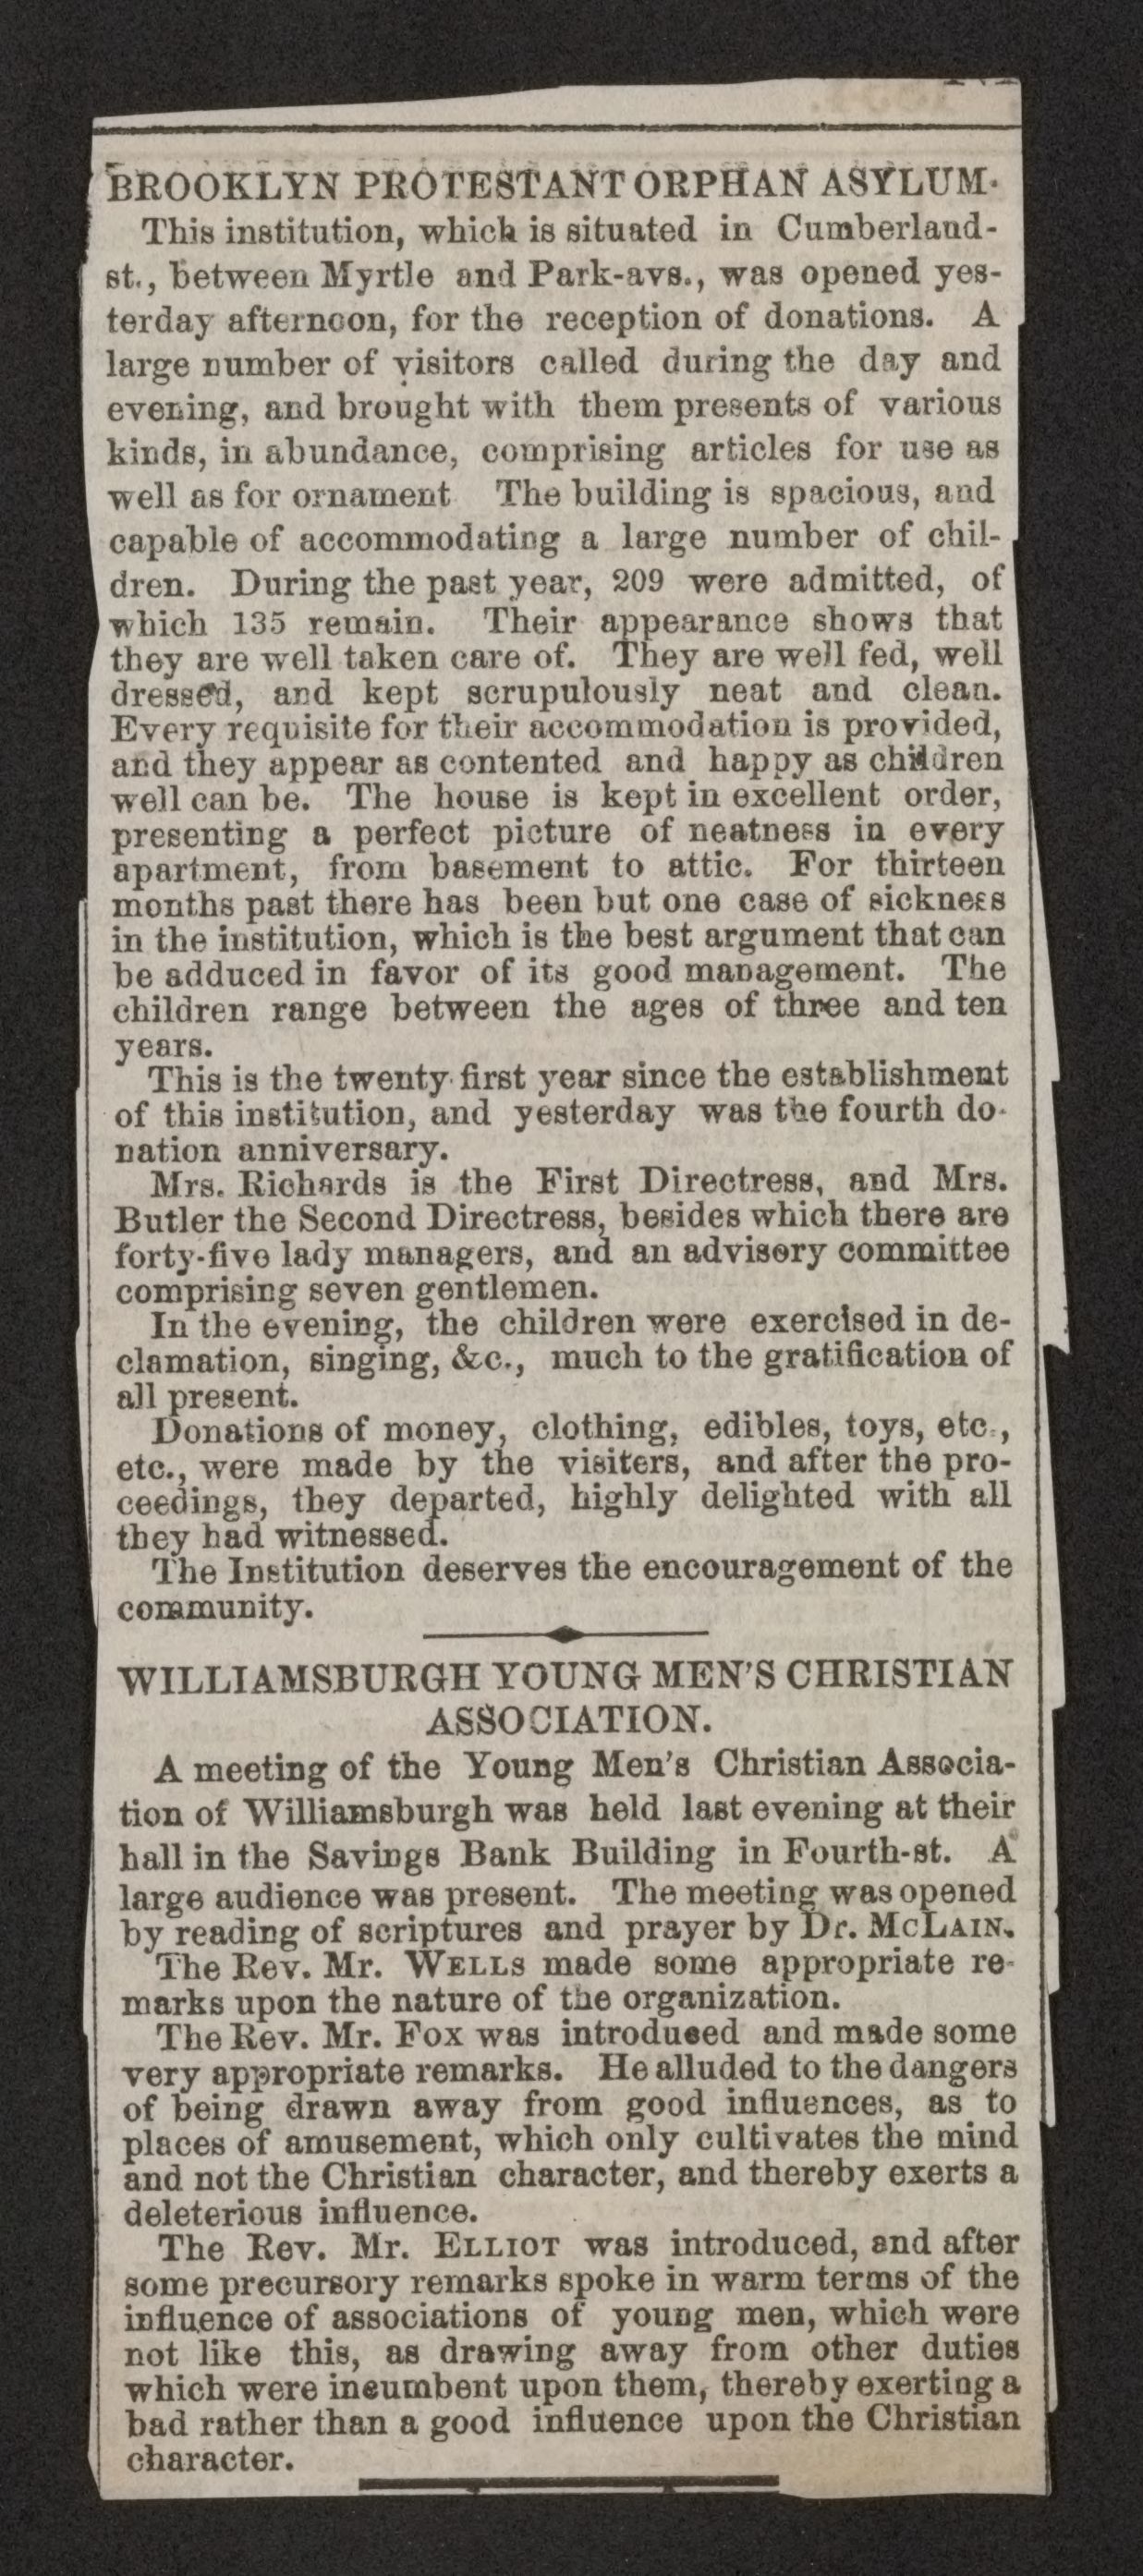 BROOKLYN PROTESTANT ORPHAN ASYLUM.
This institution, which is situated in Cumberland-
st., between Myrtle and Park-avs., was opened yes-
terday afternoon, for the reception of donations. A
large number of visitors called during the day and
evening, and brought with them presents of various
kinds, in abundance, comprising articles for use as
well as for ornament The building is spacious, and
capable of accommodating a large number of chil-
dren. During the past year, 209 were admitted, of
which 135 remain. Their appearance shows that
they are well taken care of. They are well fed, well
dressed, and kept scrupulously neat and clean.
Every requisite for their accommodation is provided,
and they appear as contented and happy as children
well can be. The house is kept in excellent order,
presenting a perfect picture of neatness in every
apartment, from basement to attic. For thirteen
months past there has been but one case of sickness
in the institution, which is the best argument that can
be adduced in favor of its good management. The
children range between the ages of three and ten
years.
This is the twenty-first year since the establishment
of this institution, and yesterday was the fourth do-
nation anniversary.
Mrs. Richards is the First Directress, and Mrs.
Butler the Second Directress, besides which there are
forty-five lady managers, and an advisory committee
comprising seven gentlemen.
In the evening, the children were exercised in de-
clamation, singing, &c., much to the gratification of
all present.
Donations of money, clothing, edibles, toys, etc.,
etc., were made by the visiters, and after the pro-
ceedings, they departed, highly delighted with all
they had witnessed.
The Institution deserves the encouragement of the
community.
WILLIAMSBURGH YOUNG MEN'S CHRISTIAN
ASSOCIATION.
A meeting of the Young Men's Christian Associa-
tion of Williamsburgh was held last evening at their
hall in the Savings Bank Building in Fourth-st. A
large audience was present. The meeting was opened
by reading of scriptures and prayer by Dr. McLAIN.
The Rev. Mr. WELLS made some appropriate re-
marks upon the nature of the organization.
The Rev. Mr. Fox was introduced and made some
very appropriate remarks. He alluded to the dangers
of being drawn away from good influences, as to
places of amusement, which only cultivates the mind
and not the Christian character, and thereby exerts a
deleterious influence.
The Rev. Mr. ELLIOT was introduced, and after
some precursory remarks spoke in warm terms of the
influence of associations of young men, which were
not like this, as drawing away from other duties
which were incumbent upon them, thereby exerting a
bad rather than a good influence upon the Christian
character.